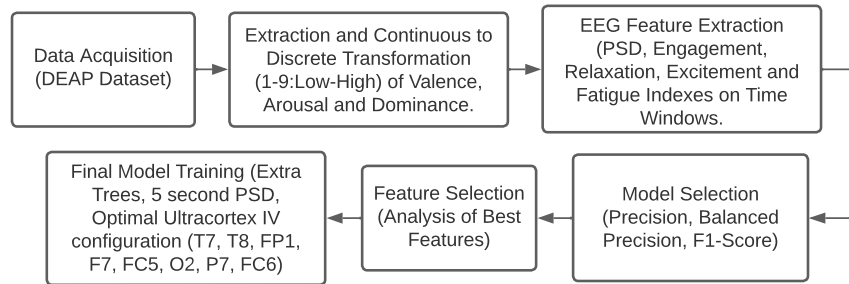 Data Acquisition
(DEAP Dataset)
Extraction and Continuous to
Discrete Transformation
(1-9:Low-High) of Valence,
Arousal and Dominance.
EEG Feature Extraction
(PSD, Engagement,
Relaxation, Excitement and
Fatigue Indexes on Time
Windows.
Model Selection
(Precision, Balanced
Precision, F1-Score)
Feature Selection
(Analysis of Best
Features)
Final Model Training (Extra
Trees, 5 second PSD,
Optimal Ultracortex IV
configuration (T7, T8, FP1,
F7, FC5, O2, P7, FC6)